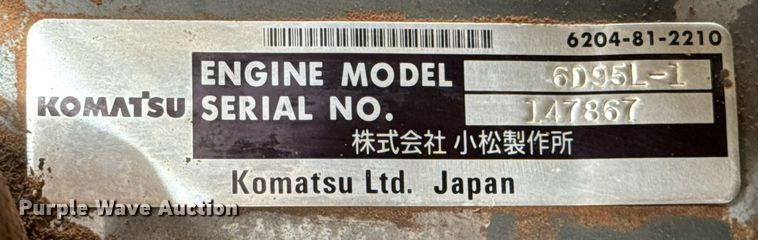 6204-81-2210
KOMATSU
ENGINE MODEL 6D95L-1
SERIAL NO. 147867
株式会社 小松製作所
Komatsu Ltd. Japan
Purple Wave Auction